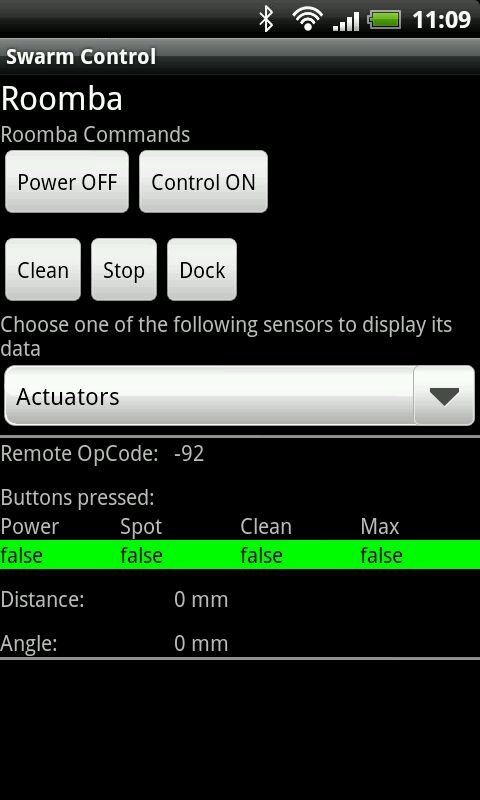 11:09
Swarm Control
Roomba
Roomba Commands
Power OFF Control ON
Clean Stop Dock
Choose one of the following sensors to display its
data
Actuators
Remote OpCode: -92
Buttons pressed:
Power Spot Clean Max
false false false false
Distance: 0 mm
Angle: 0 mm